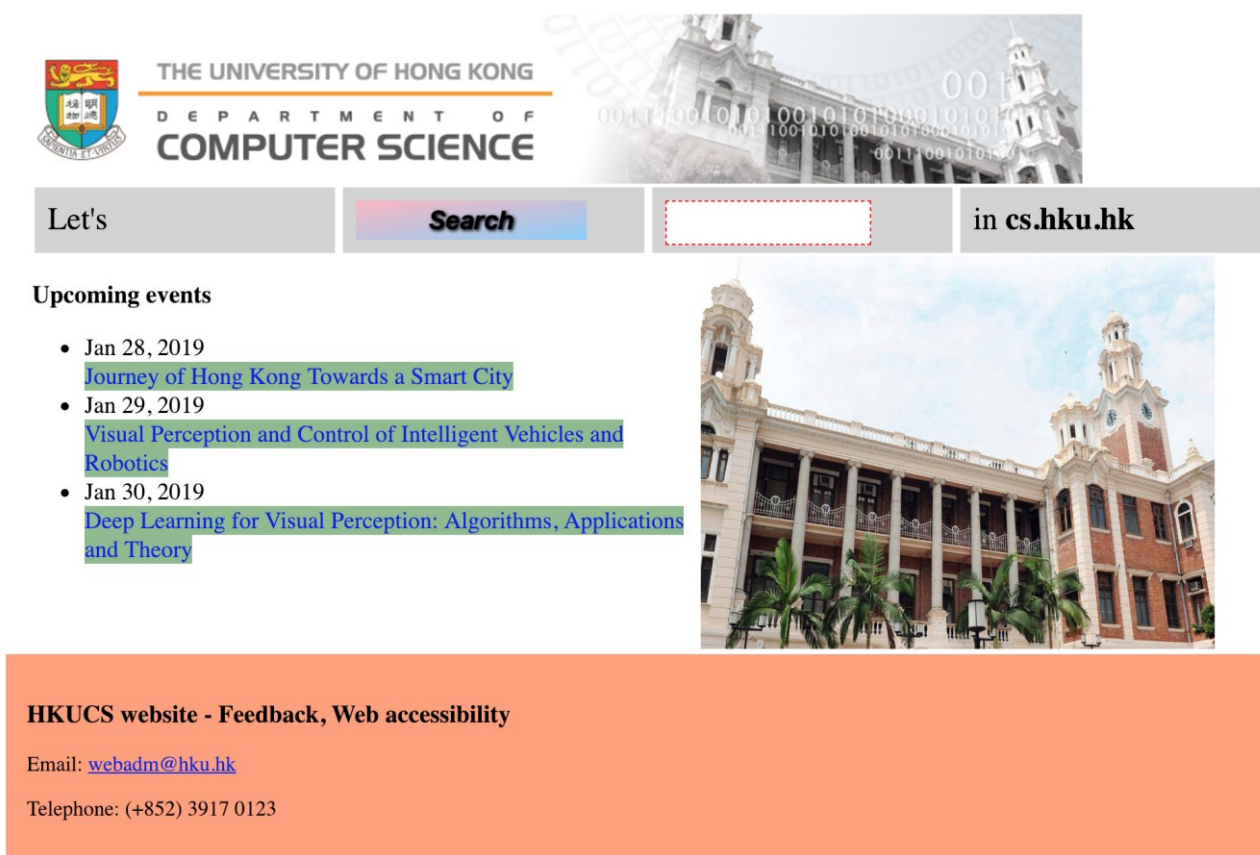 THE UNIVERSITY OF HONG KONG
DEPARTMENT OF
COMPUTER SCIENCE
Let's
Search
in cs.hku.hk
Upcoming events
Jan 28, 2019
Journey of Hong Kong Towards a Smart City
Jan 29, 2019
Visual Perception and Control of Intelligent Vehicles and
Robotics
Jan 30, 2019
Deep Learning for Visual Perception: Algorithms, Applications
and Theory
HKUCS website - Feedback, Web accessibility
Email: webadm@hku.hk
Telephone: (+852) 3917 0123